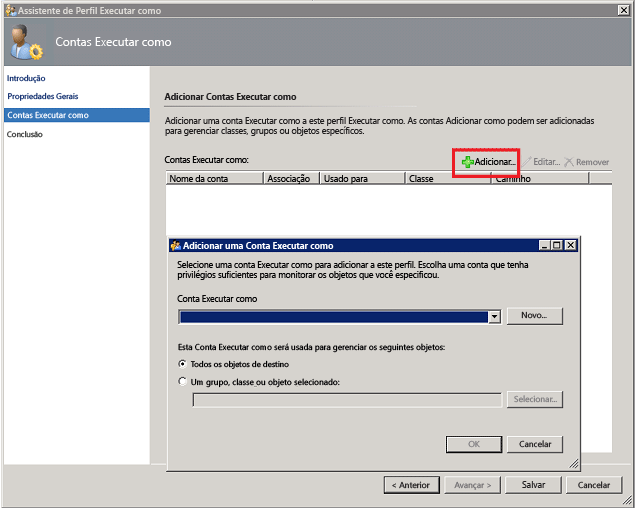 Assistente de Perfil Executar como
Contas Executar como
Introdução
Propriedades Gerais
Contas Executar como
Conclusão
Adicionar Contas Executar como
Adicionar uma conta Executar como a este perfil Executar como. As contas Adicionar como podem ser adicionadas
para gerenciar classes, grupos ou objetos específicos.
Contas Executar como:
Adicionar...
Editar...
Remover
Nome da conta
Associação
Usado para
Classe
Caminho
Adicionar uma Conta Executar como
Selecione uma conta Executar como para adicionar a este perfil. Escolha uma conta que tenha
privilégios suficientes para monitorar os objetos que você especificou.
Conta Executar como
Novo...
Esta Conta Executar como será usada para gerenciar os seguintes objetos:
Todos os objetos de destino
Um grupo, classe ou objeto selecionado:
Selecionar...
OK
Cancelar
< Anterior
Avançar >
Salvar
Cancelar